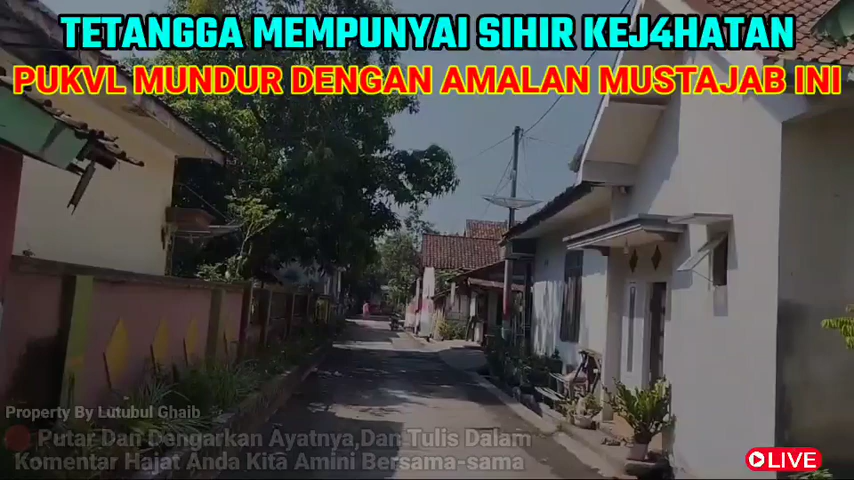 TETANGGA MEMPUNYAI SIHIR KEJ4HATAN
PUKVL MUNDUR DENGAN AMALAN MUSTAJAB INI
Property By Lutubul Ghaib
Putar Dan Dengarkan Ayatnya,Dan Tulis Dalam
Komentar Hajat Anda Kita Amini Bersama-sama
LIVE